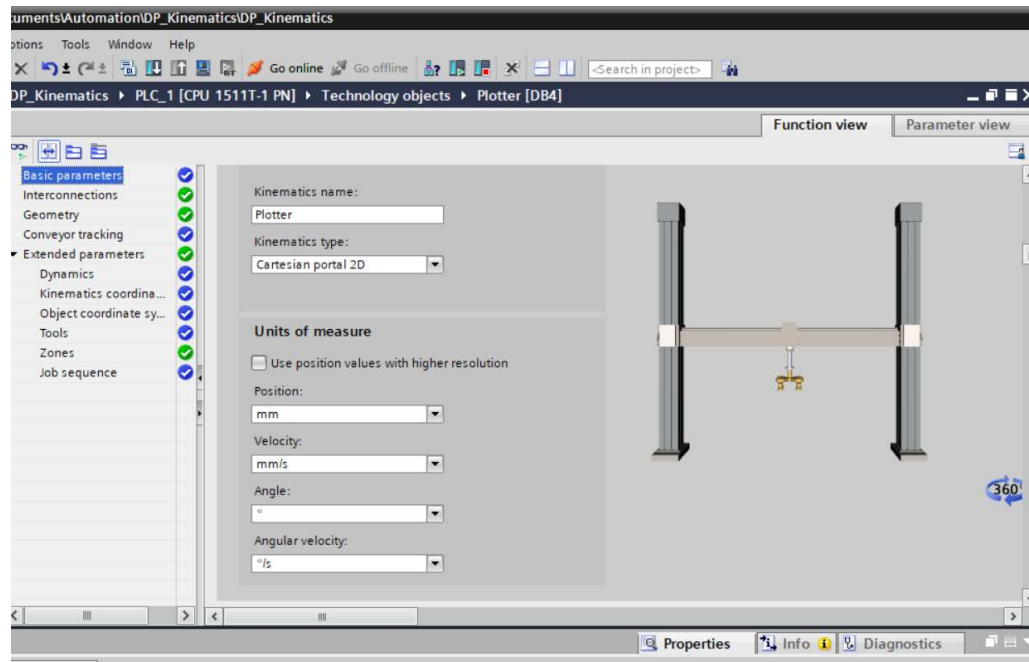 uments\Automation\DP_Kinematics\DP_Kinematics
ptions Tools Window Help
Go online Go offline <Search in project>
DP_Kinematics ▸ PLC_1 [CPU 1511T-1 PN] ▸ Technology objects ▸ Plotter [DB4]
Function view Parameter view
Basic parameters
Interconnections
Geometry
Conveyor tracking
Extended parameters
Dynamics
Kinematics coordina...
Object coordinate sy...
Tools
Zones
Job sequence
Kinematics name:
Plotter
Kinematics type:
Cartesian portal 2D
Units of measure
Use position values with higher resolution
Position:
mm
Velocity:
mm/s
Angle:
°
Angular velocity:
°/s
360°
Properties Info Diagnostics